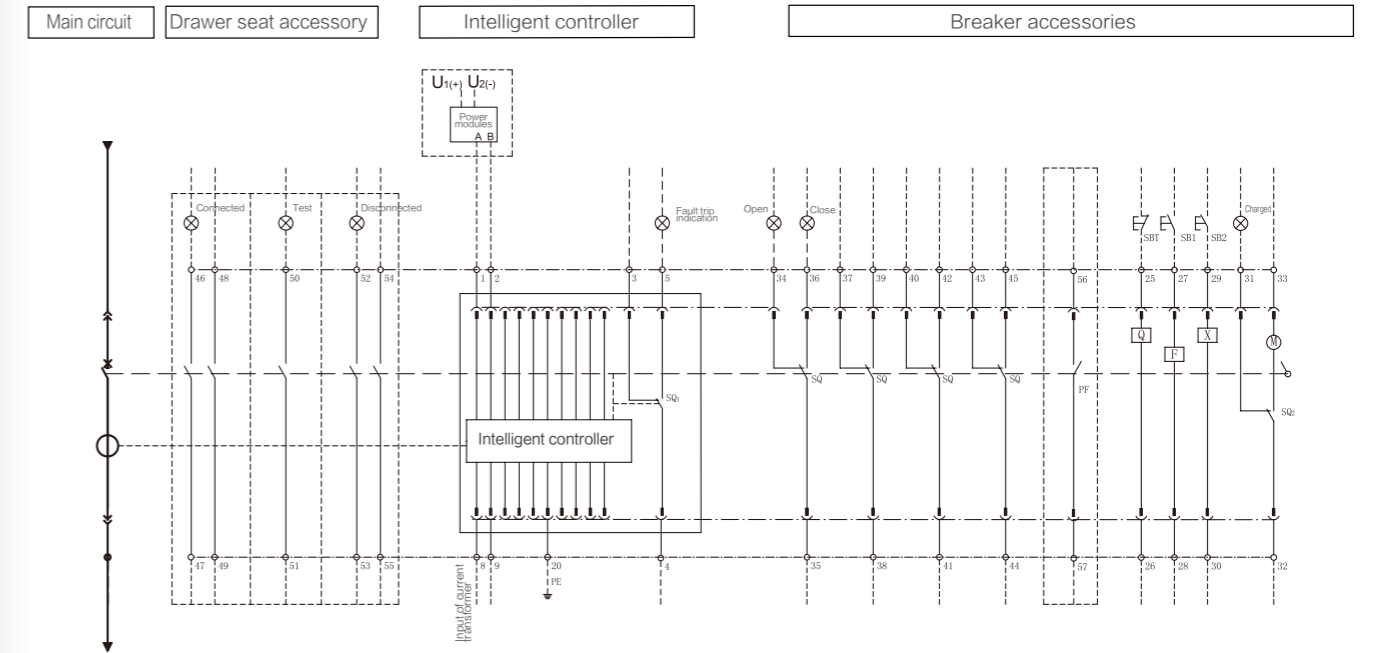 Main circuit
Drawer seat accessory
Intelligent controller
Breaker accessories
U1(+) U2(-)
Power
modules
A B
Connected
Test
Disconnected
Fault trip
indication
Open
Close
SBT
SB1
SB2
Charged
46
48
50
52
54
1
2
3
5
34
36
37
39
40
42
43
45
56
25
27
29
31
33
Q
F
X
M
SQ
SQ
SQ
SQ
PF
SQ1
SQ2
Intelligent controller
47
49
51
53
55
Input of current
transformer
8
9
20
PE
4
35
38
41
44
57
26
28
30
32